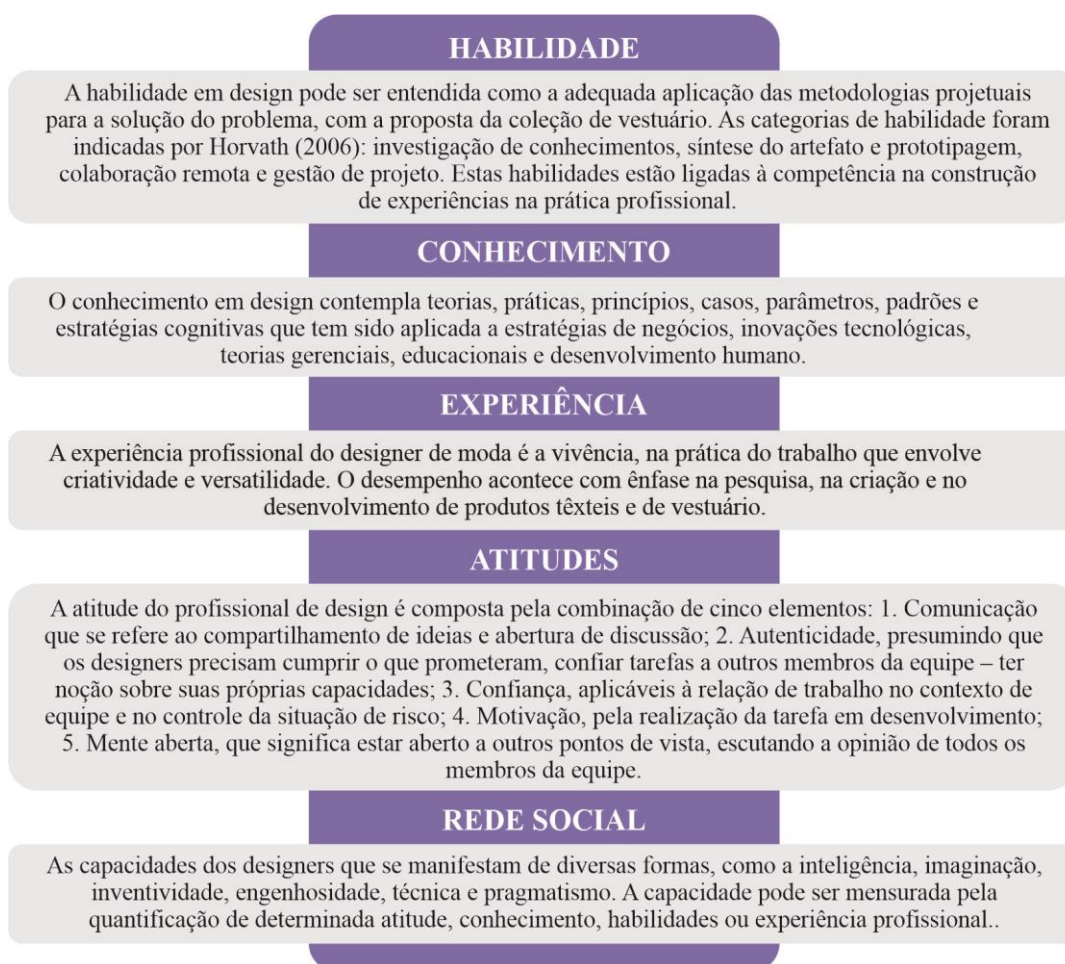 HABILIDADE
A habilidade em design pode ser entendida como a adequada aplicação das metodologias projetuais
para a solução do problema, com a proposta da coleção de vestuário. As categorias de habilidade foram
indicadas por Horvath (2006): investigação de conhecimentos, síntese do artefato e prototipagem,
colaboração remota e gestão de projeto. Estas habilidades estão ligadas à competência na construção
de experiências na prática profissional.
CONHECIMENTO
O conhecimento em design contempla teorias, práticas, princípios, casos, parâmetros, padrões e
estratégias cognitivas que tem sido aplicada a estratégias de negócios, inovações tecnológicas,
teorias gerenciais, educacionais e desenvolvimento humano.
EXPERIÊNCIA
A experiência profissional do designer de moda é a vivência, na prática do trabalho que envolve
criatividade e versatilidade. O desempenho acontece com ênfase na pesquisa, na criação e no
desenvolvimento de produtos têxteis e de vestuário.
ATITUDES
A atitude do profissional de design é composta pela combinação de cinco elementos: 1. Comunicação
que se refere ao compartilhamento de ideias e abertura de discussão; 2. Autenticidade, presumindo que
os designers precisam cumprir o que prometeram, confiar tarefas a outros membros da equipe – ter
noção sobre suas próprias capacidades; 3. Confiança, aplicáveis à relação de trabalho no contexto de
equipe e no controle da situação de risco; 4. Motivação, pela realização da tarefa em desenvolvimento;
5. Mente aberta, que significa estar aberto a outros pontos de vista, escutando a opinião de todos os
membros da equipe.
REDE SOCIAL
As capacidades dos designers que se manifestam de diversas formas, como a inteligência, imaginação,
inventividade, engenhosidade, técnica e pragmatismo. A capacidade pode ser mensurada pela
quantificação de determinada atitude, conhecimento, habilidades ou experiência profissional..